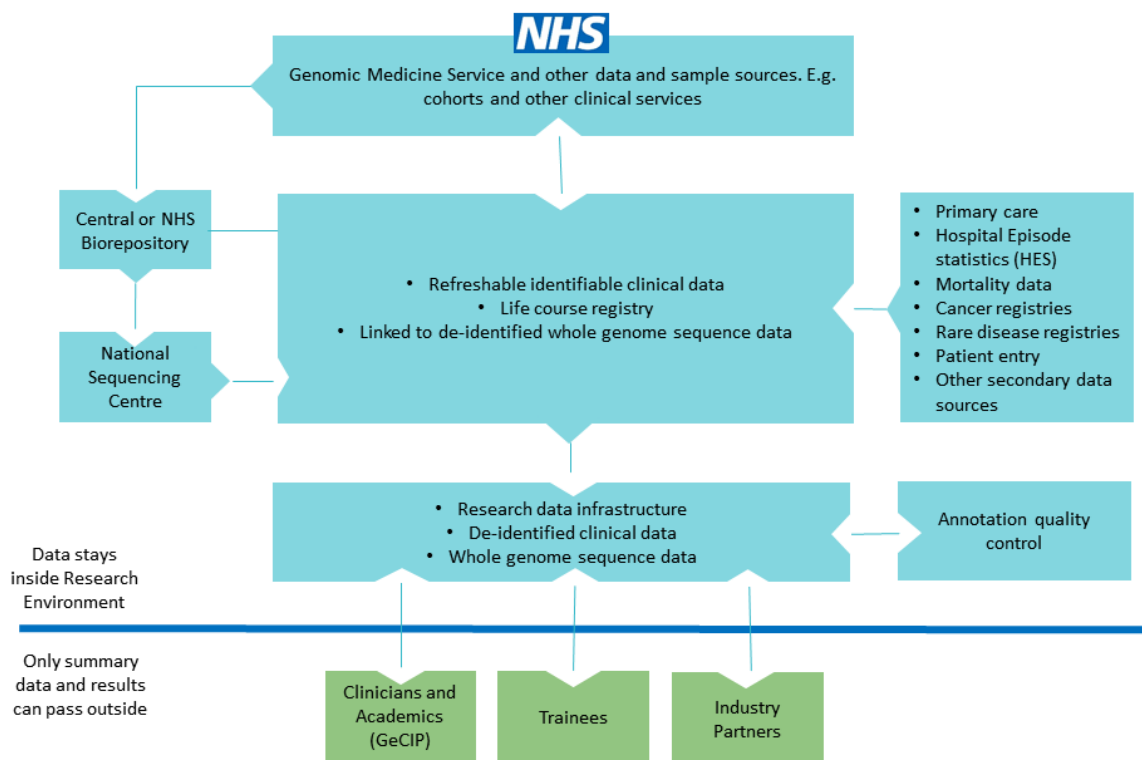 NHS
Genomic Medicine Service and other data and sample sources. E.g.
cohorts and other clinical services
Central or NHS
Biorepository
National
Sequencing
Centre
• Refreshable identifiable clinical data
• Life course registry
• Linked to de-identified whole genome sequence data
• Primary care
• Hospital Episode
statistics (HES)
• Mortality data
• Cancer registries
• Rare disease registries
• Patient entry
• Other secondary data
sources
• Research data infrastructure
• De-identified clinical data
• Whole genome sequence data
Annotation quality
control
Data stays
inside Research
Environment
Only summary
data and results
can pass outside
Clinicians and
Academics
(GeCIP)
Trainees
Industry
Partners